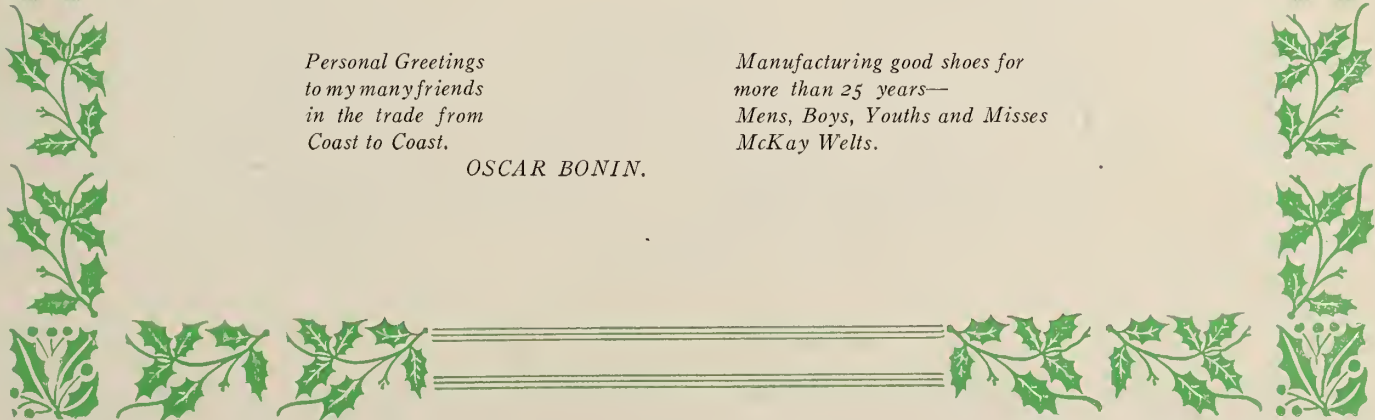 Personal Greetings
to my many friends
in the trade from
Coast to Coast.
OSCAR BONIN.
Manufacturing good shoes for
more than 25 years—
Mens, Boys, Youths and Misses
McKay Welts.